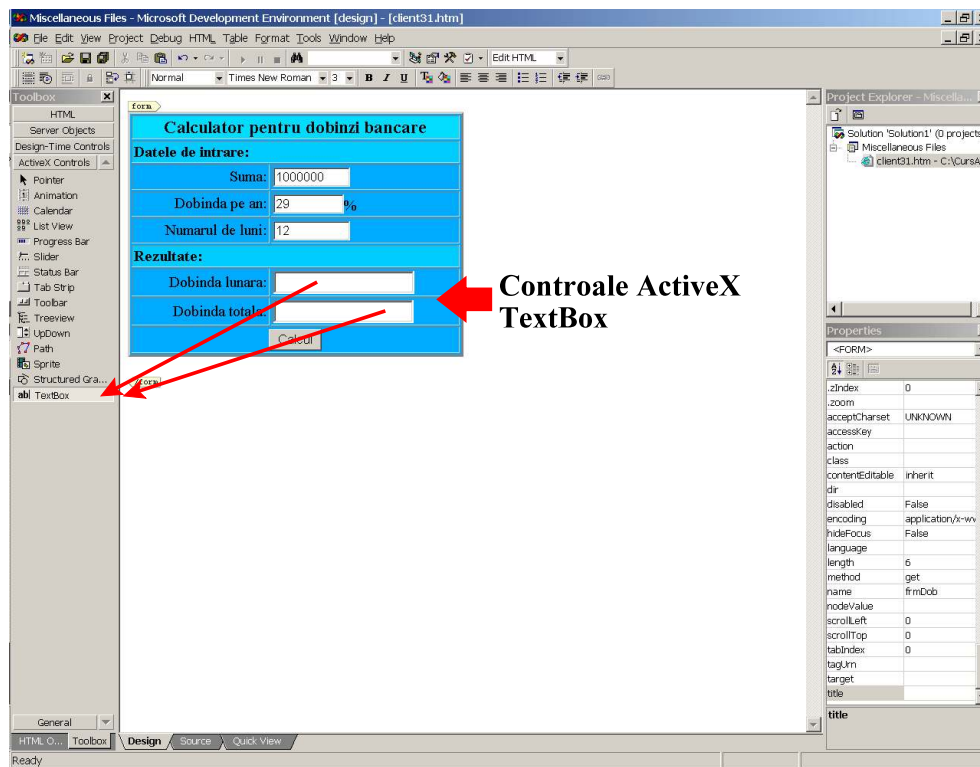 Miscellaneous Files - Microsoft Development Environment [design] - [client31.htm]
File Edit View Project Debug HTML Table Format Tools Window Help
Edit HTML
Normal Times New Roman 3 B I U
Toolbox
HTML
Server Objects
Design-Time Controls
ActiveX Controls
Pointer
Animation
Calendar
List View
Progress Bar
Slider
Status Bar
Tab Strip
Toolbar
Treeview
UpDown
Path
Sprite
Structured Gra...
ab| TextBox
General
HTML O... Toolbox
form
Calculator pentru dobinzi bancare
Datele de intrare:
Suma: 1000000
Dobinda pe an: 29 %
Numarul de luni: 12
Rezultate:
Dobinda lunara:
Dobinda totala:
Calcul
/form
Controale ActiveX
TextBox
Design Source Quick View
Project Explorer - Miscella...
Solution 'Solution1' (0 projects
Miscellaneous Files
client31.htm - C:\CursA
Properties
<FORM>
.zIndex 0
.zoom
acceptCharset UNKNOWN
accessKey
action
class
contentEditable inherit
dir
disabled False
encoding application/x-ww
hideFocus False
language
length 6
method get
name frmDob
nodeValue
scrollLeft 0
scrollTop 0
tabIndex 0
tagUrn
target
title
title
Ready